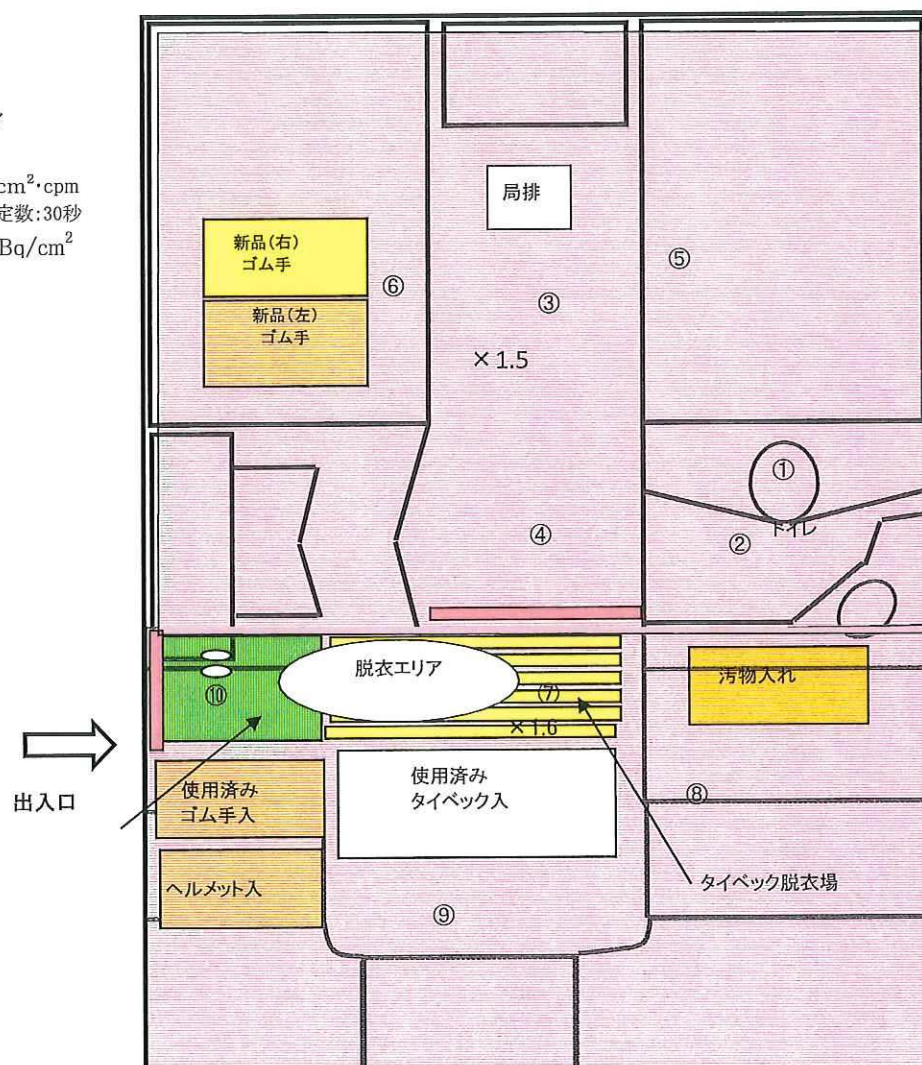 cm²・cpm
定数:30秒
Bq/cm²
局排
新品(右)
ゴム手
新品(左)
ゴム手
⑥
③
⑤
×1.5
①
トイレ
④
②
脱衣エリア
⑩
⑦
×1.6
汚物入れ
出入口
使用済み
ゴム手入
使用済み
タイベック入
⑧
ヘルメット入
タイベック脱衣場
⑨